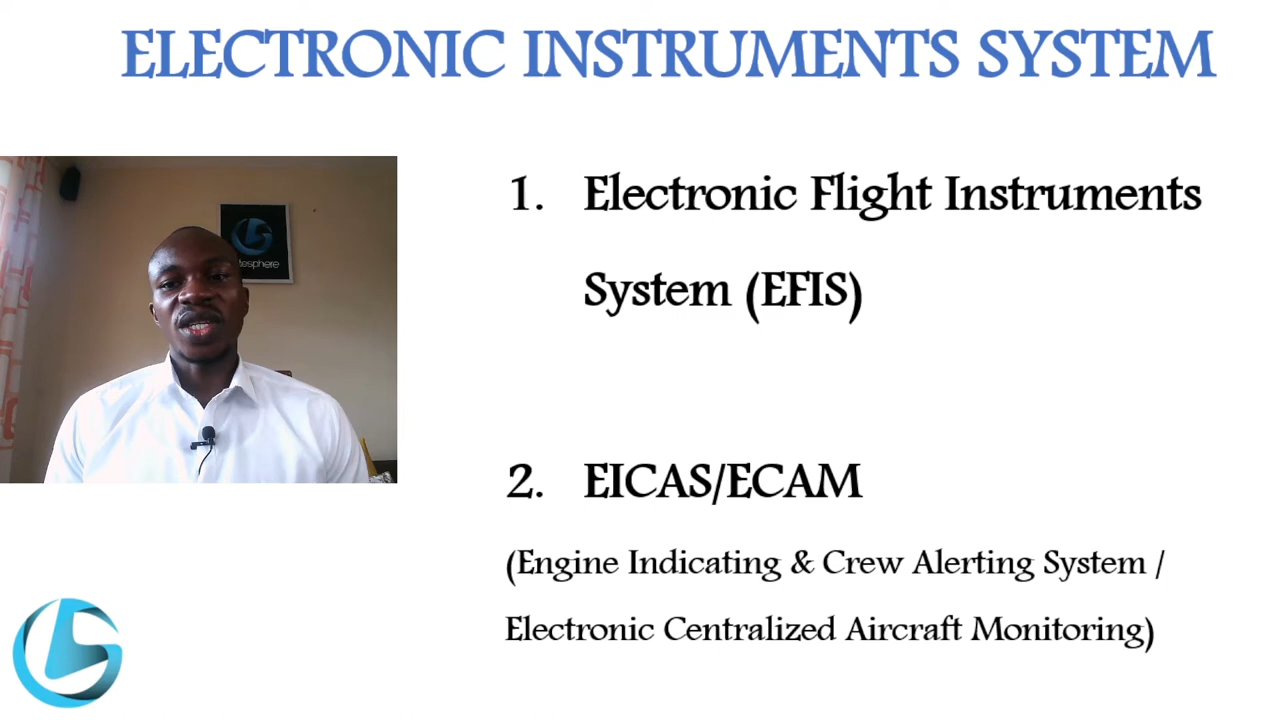 ELECTRONIC INSTRUMENTS SYSTEM
1. Electronic Flight Instruments
System (EFIS)
2. EICAS/ECAM
(Engine Indicating & Crew Alerting System /
Electronic Centralized Aircraft Monitoring)